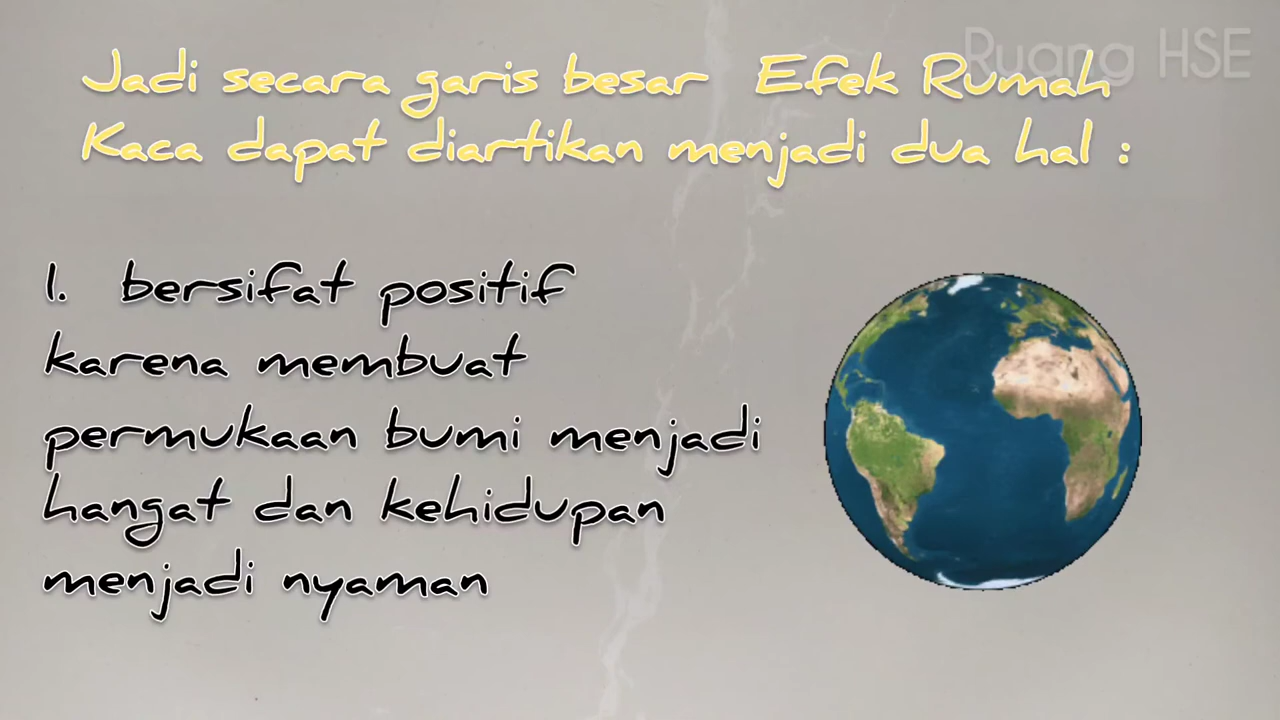 Ruang HSE
Jadi secara garis besar Efek Rumah
Kaca dapat diartikan menjadi dua hal :
1. bersifat positif
karena membuat
permukaan bumi menjadi
hangat dan kehidupan
menjadi nyaman